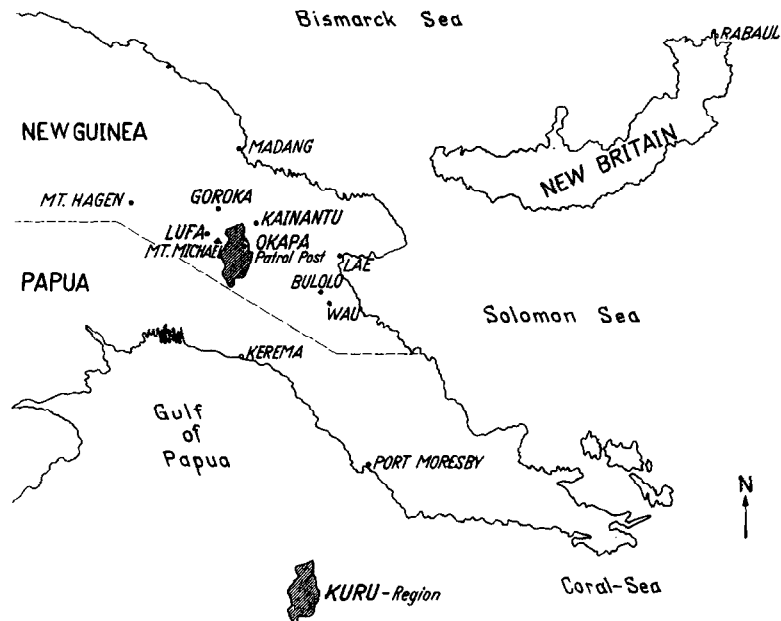 Bismarck Sea
RABAUL
NEW GUINEA
MADANG
NEW BRITAIN
MT. HAGEN
GOROKA
KAINANTU
LUFA
MT. MICHAEL
OKAPA
Patrol Post
LAE
PAPUA
BULOLO
WAU
Solomon Sea
KEREMA
Gulf
of
Papua
PORT MORESBY
N
KURU-Region
Coral-Sea